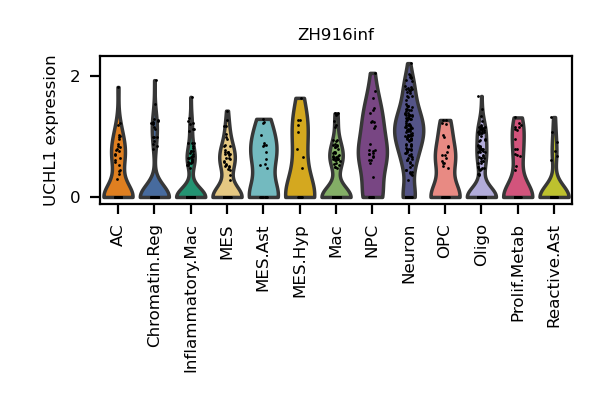 ZH916inf
UCHL1 expression
2
0
AC
Chromatin.Reg
Inflammatory.Mac
MES
MES.Ast
MES.Hyp
Mac
NPC
Neuron
OPC
Oligo
Prolif.Metab
Reactive.Ast